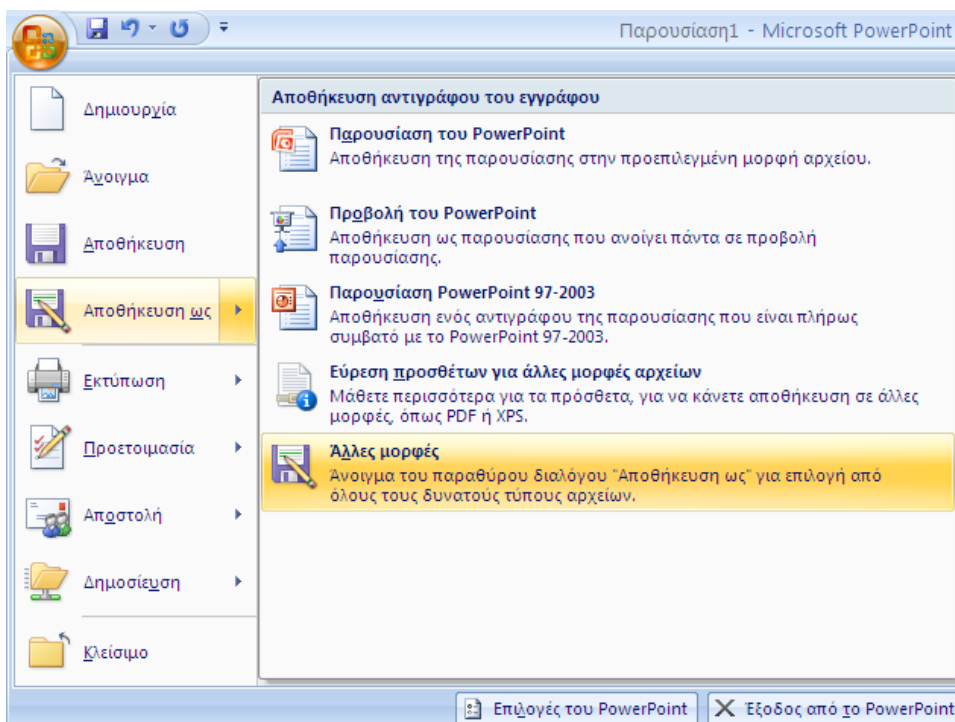 Παρουσίαση1 - Microsoft PowerPoint
Δημιουργία
Άνοιγμα
Αποθήκευση
Αποθήκευση ως
Εκτύπωση
Προετοιμασία
Αποστολή
Δημοσίευση
Κλείσιμο
Αποθήκευση αντιγράφου του εγγράφου
Παρουσίαση του PowerPoint
Αποθήκευση της παρουσίασης στην προεπιλεγμένη μορφή αρχείου.
Προβολή του PowerPoint
Αποθήκευση ως παρουσίασης που ανοίγει πάντα σε προβολή
παρουσίασης.
Παρουσίαση PowerPoint 97-2003
Αποθήκευση ενός αντιγράφου της παρουσίασης που είναι πλήρως
συμβατό με το PowerPoint 97-2003.
Εύρεση προσθέτων για άλλες μορφές αρχείων
Μάθετε περισσότερα για τα πρόσθετα, για να κάνετε αποθήκευση σε άλλες
μορφές, όπως PDF ή XPS.
Άλλες μορφές
Άνοιγμα του παραθύρου διαλόγου "Αποθήκευση ως" για επιλογή από
όλους τους δυνατούς τύπους αρχείων.
Επιλογές του PowerPoint
Έξοδος από το PowerPoint